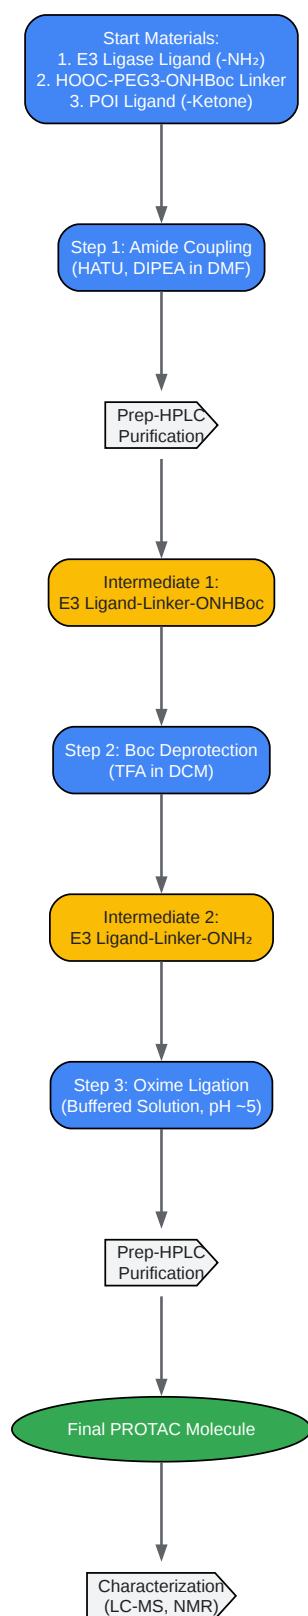 Start Materials:
1. E3 Ligase Ligand (-NH₂)
2. HOOC-PEG3-ONHBoc Linker
3. POI Ligand (-Ketone)
Step 1: Amide Coupling
(HATU, DIPEA in DMF)
Prep-HPLC
Purification
Intermediate 1:
E3 Ligand-Linker-ONHBoc
Step 2: Boc Deprotection
(TFA in DCM)
Intermediate 2:
E3 Ligand-Linker-ONH₂
Step 3: Oxime Ligation
(Buffered Solution, pH ~5)
Prep-HPLC
Purification
Final PROTAC Molecule
Characterization
(LC-MS, NMR)